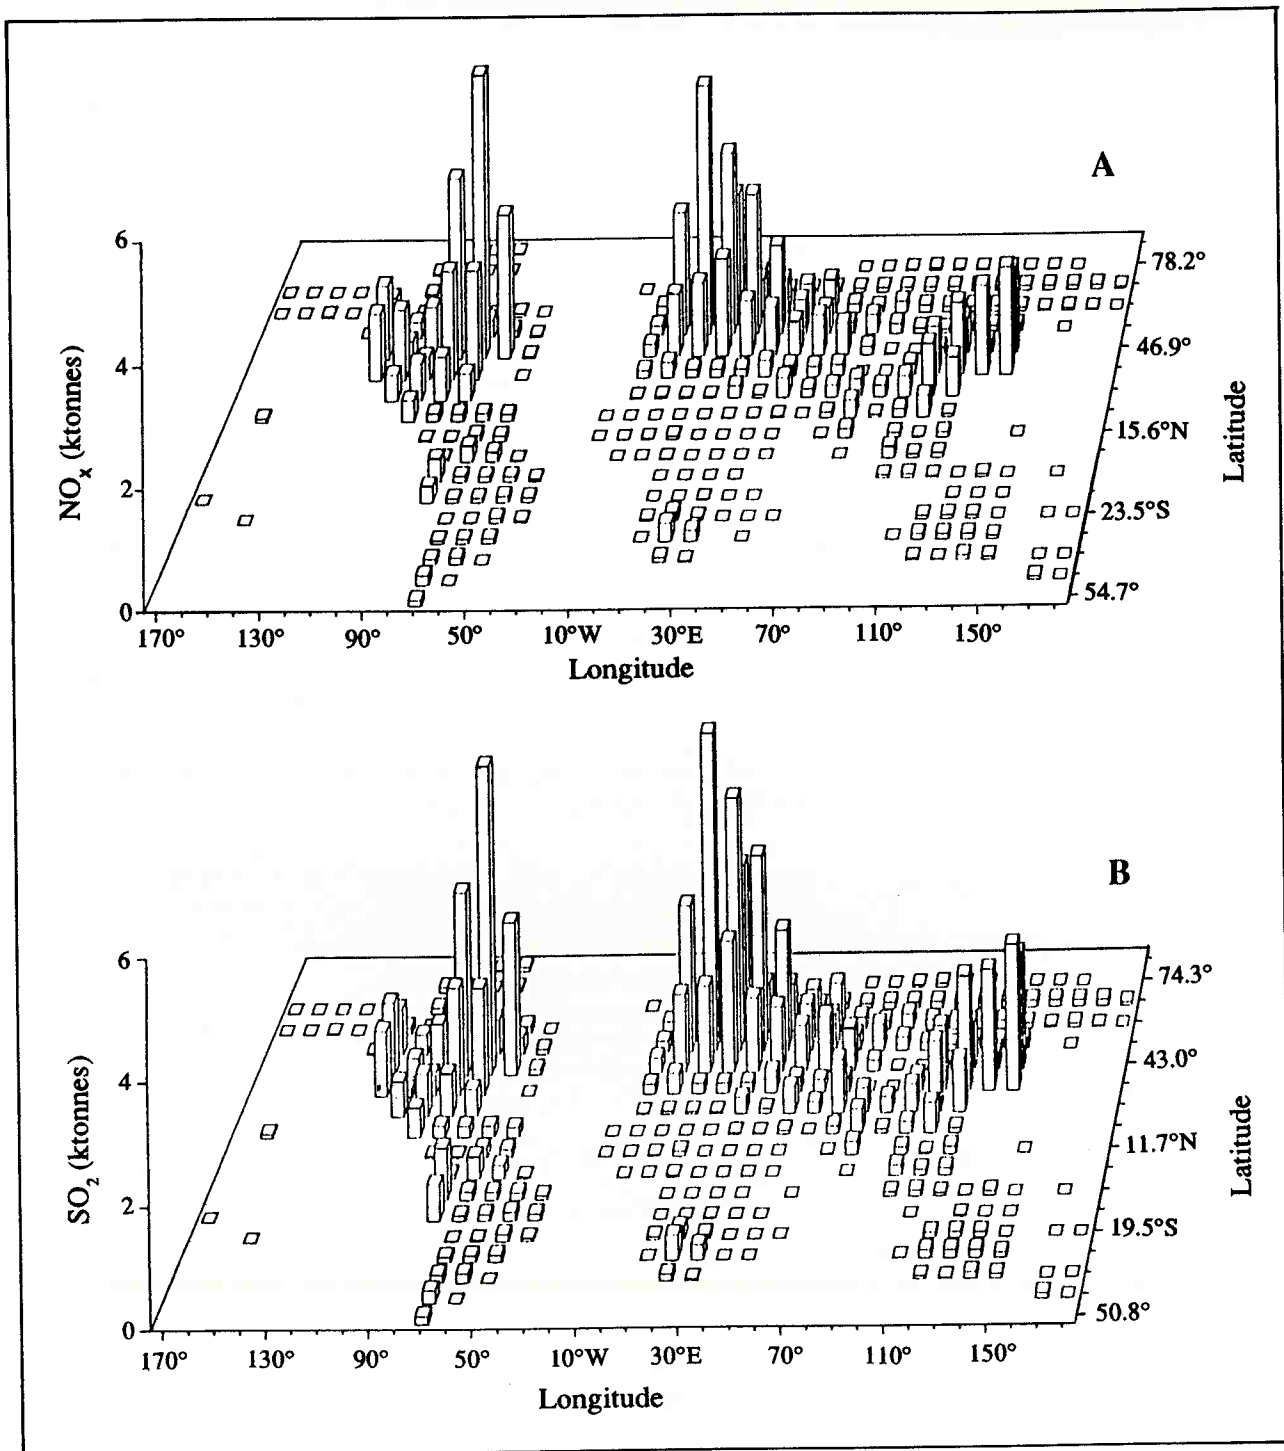 A
NOx (ktonnes)
6
4
2
0
78.2°
46.9°
15.6°N
23.5°S
54.7°
Latitude
170° 130° 90° 50° 10°W 30°E 70° 110° 150°
Longitude
B
SO2 (ktonnes)
6
4
2
0
74.3°
43.0°
11.7°N
19.5°S
50.8°
Latitude
170° 130° 90° 50° 10°W 30°E 70° 110° 150°
Longitude